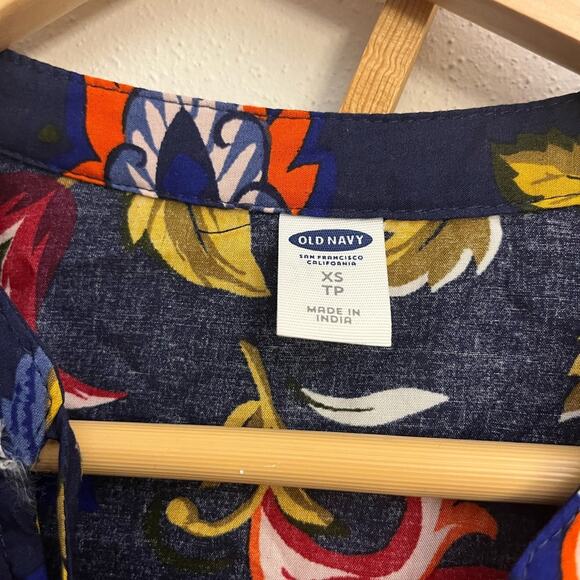 OLD NAVY
SAN FRANCISCO
CALIFORNIA
XS
TP
MADE IN
INDIA